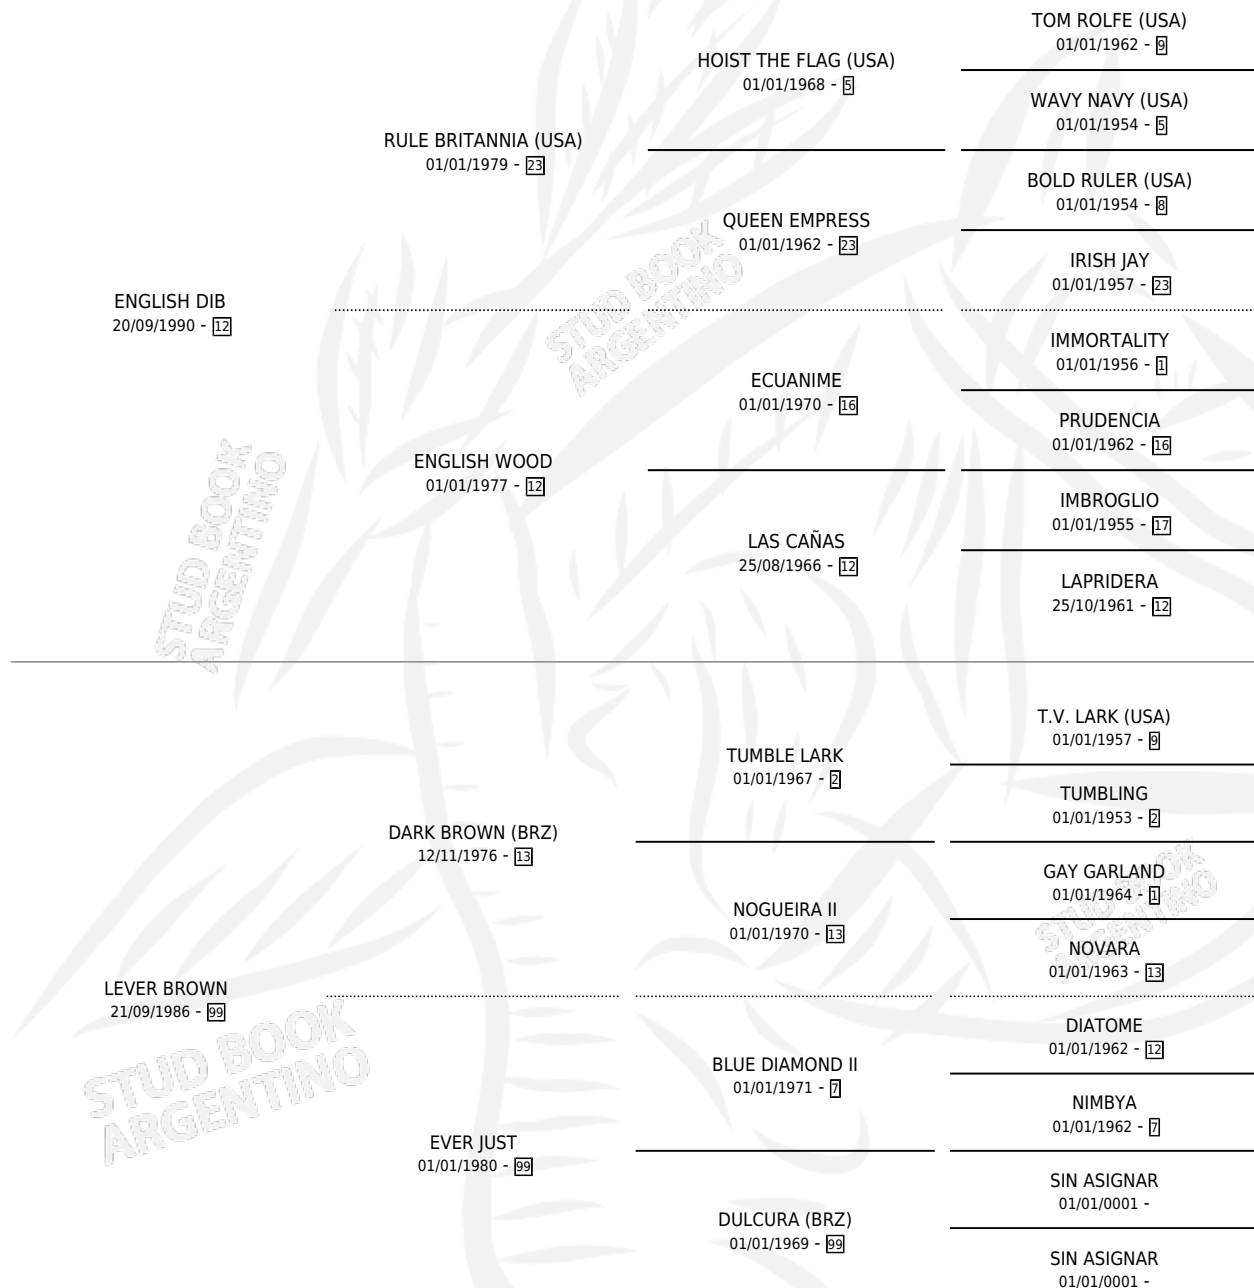 TOM ROLFE (USA)
01/01/1962 - 9
HOIST THE FLAG (USA)
01/01/1968 - 5
WAVY NAVY (USA)
01/01/1954 - 5
RULE BRITANNIA (USA)
01/01/1979 - 23
BOLD RULER (USA)
01/01/1954 - 8
QUEEN EMPRESS
01/01/1962 - 23
IRISH JAY
01/01/1957 - 23
ENGLISH DIB
20/09/1990 - 12
IMMORTALITY
01/01/1956 - 1
ECUANIME
01/01/1970 - 16
PRUDENCIA
01/01/1962 - 16
ENGLISH WOOD
01/01/1977 - 12
IMBROGLIO
01/01/1955 - 17
LAS CAÑAS
25/08/1966 - 12
LAPRIDERA
25/10/1961 - 12
T.V. LARK (USA)
01/01/1957 - 9
TUMBLE LARK
01/01/1967 - 2
TUMBLING
01/01/1953 - 2
DARK BROWN (BRZ)
12/11/1976 - 13
GAY GARLAND
01/01/1964 - 1
NOGUEIRA II
01/01/1970 - 13
NOVARA
01/01/1963 - 13
LEVER BROWN
21/09/1986 - 99
DIATOME
01/01/1962 - 12
BLUE DIAMOND II
01/01/1971 - 7
NIMBYA
01/01/1962 - 7
EVER JUST
01/01/1980 - 99
SIN ASIGNAR
01/01/0001 -
DULCURA (BRZ)
01/01/1969 - 99
SIN ASIGNAR
01/01/0001 -
STUD BOOK
ARGENTINO
STUD BOOK
ARGENTINO
STUD BOOK
ARGENTINO
STUD BOOK
ARGENTINO